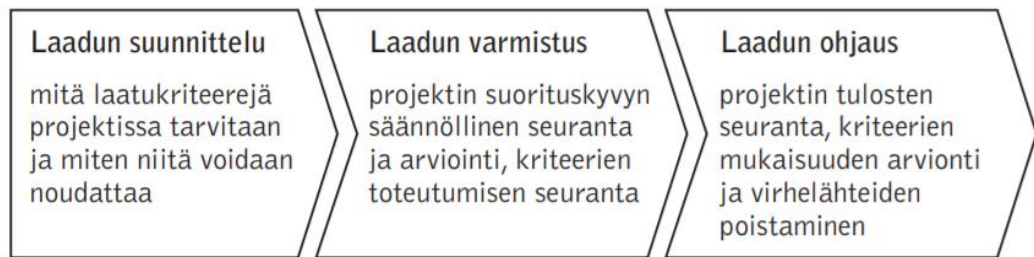 Laadun suunnittelu
mitä laatukriteerejä
projektissa tarvitaan
ja miten niitä voidaan
noudattaa
Laadun varmistus
projektin suorituskyvyn
säännöllinen seuranta
ja arviointi, kriteerien
toteutumisen seuranta
Laadun ohjaus
projektin tulosten
seuranta, kriteerien
mukaisuuden arvionti
ja virhelähteiden
poistaminen